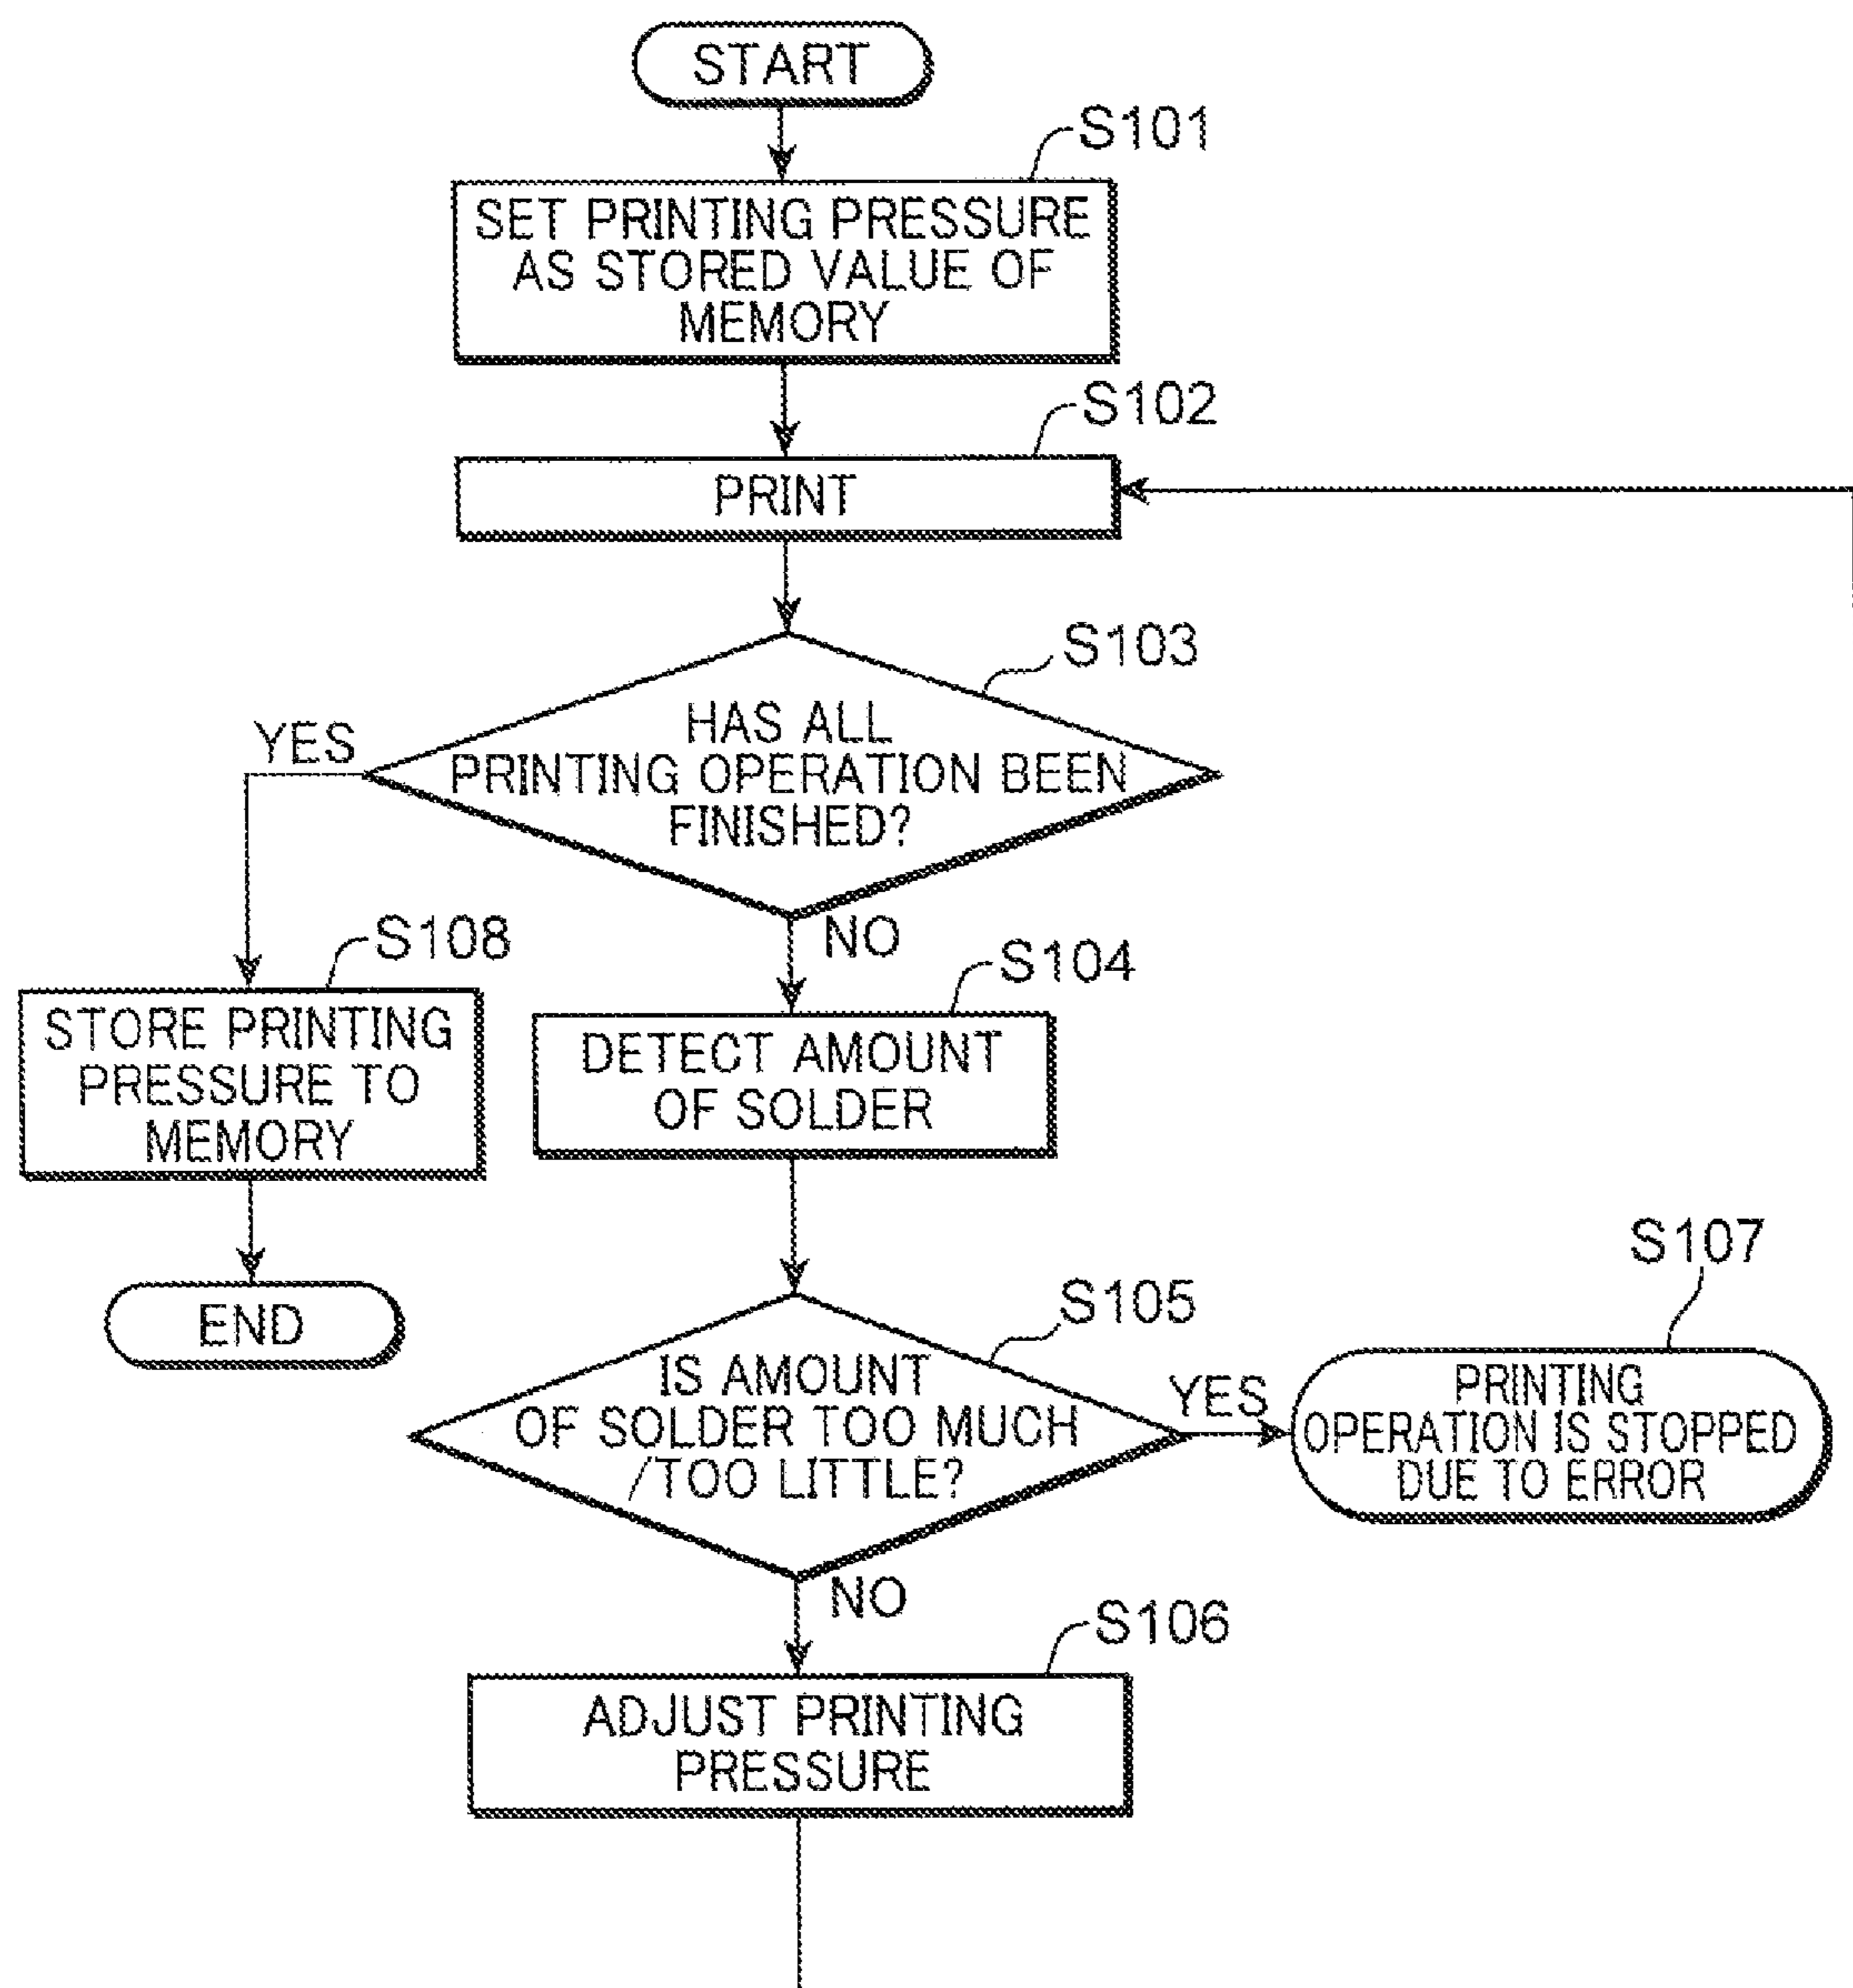 START
S101
SET PRINTING PRESSURE
AS STORED VALUE OF
MEMORY
S102
PRINT
S103
HAS ALL
PRINTING OPERATION BEEN
FINISHED?
YES
NO
S108
STORE PRINTING
PRESSURE TO
MEMORY
END
S104
DETECT AMOUNT
OF SOLDER
S105
IS AMOUNT
OF SOLDER TOO MUCH
/TOO LITTLE?
YES
S107
PRINTING
OPERATION IS STOPPED
DUE TO ERROR
NO
S106
ADJUST PRINTING
PRESSURE